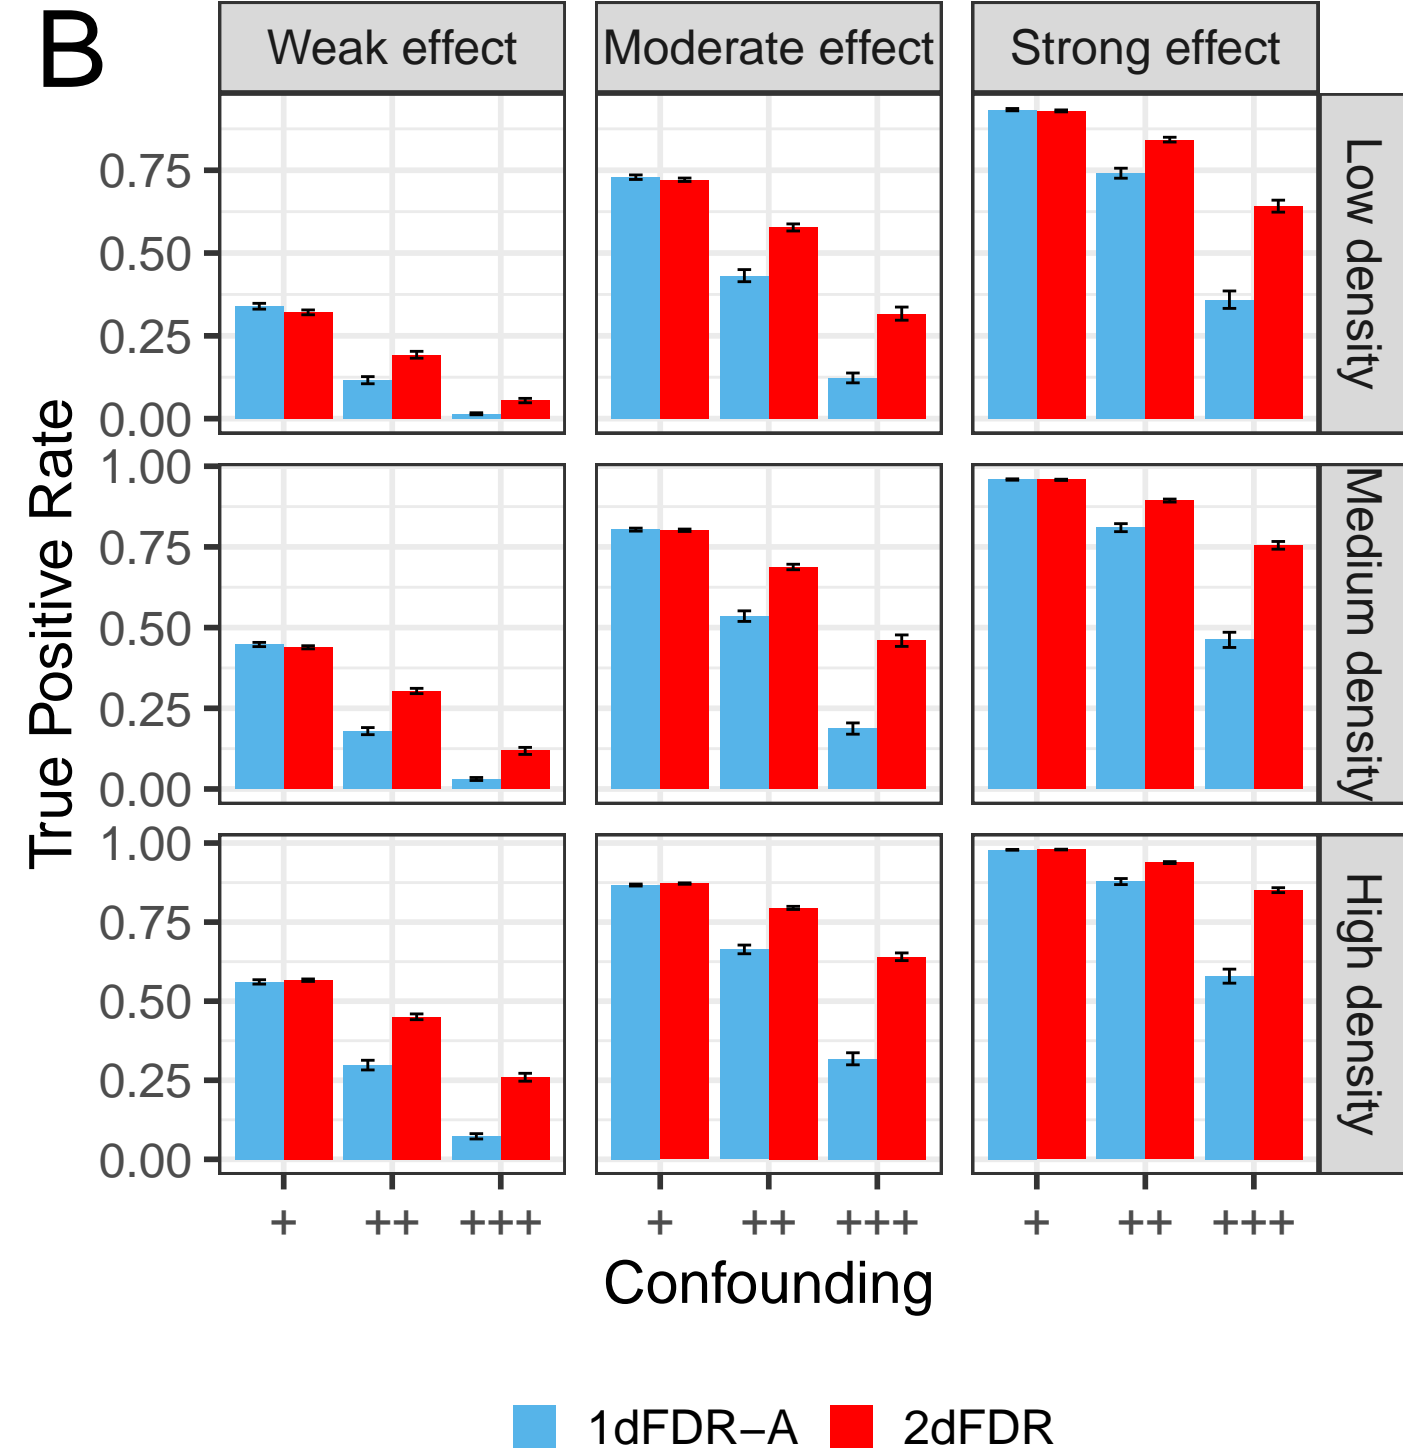 B
Weak effect
Moderate effect
Strong effect
True Positive Rate
0.75
0.50
0.25
0.00
Low density
1.00
0.75
0.50
0.25
0.00
Medium density
1.00
0.75
0.50
0.25
0.00
High density
+ ++ +++
+ ++ +++
+ ++ +++
Confounding
1dFDR−A
2dFDR